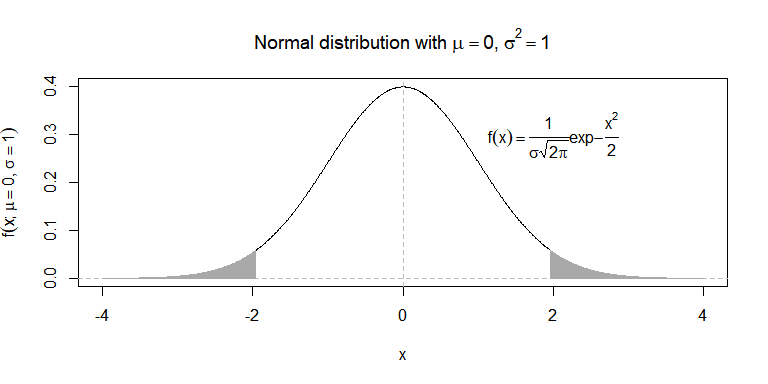 Normal distribution with μ = 0, σ² = 1
f(x; μ = 0, σ = 1)
0.4
0.3
0.2
0.1
0.0
f(x) = 1/(σ√2π) exp− x²/2
-4
-2
0
2
4
x